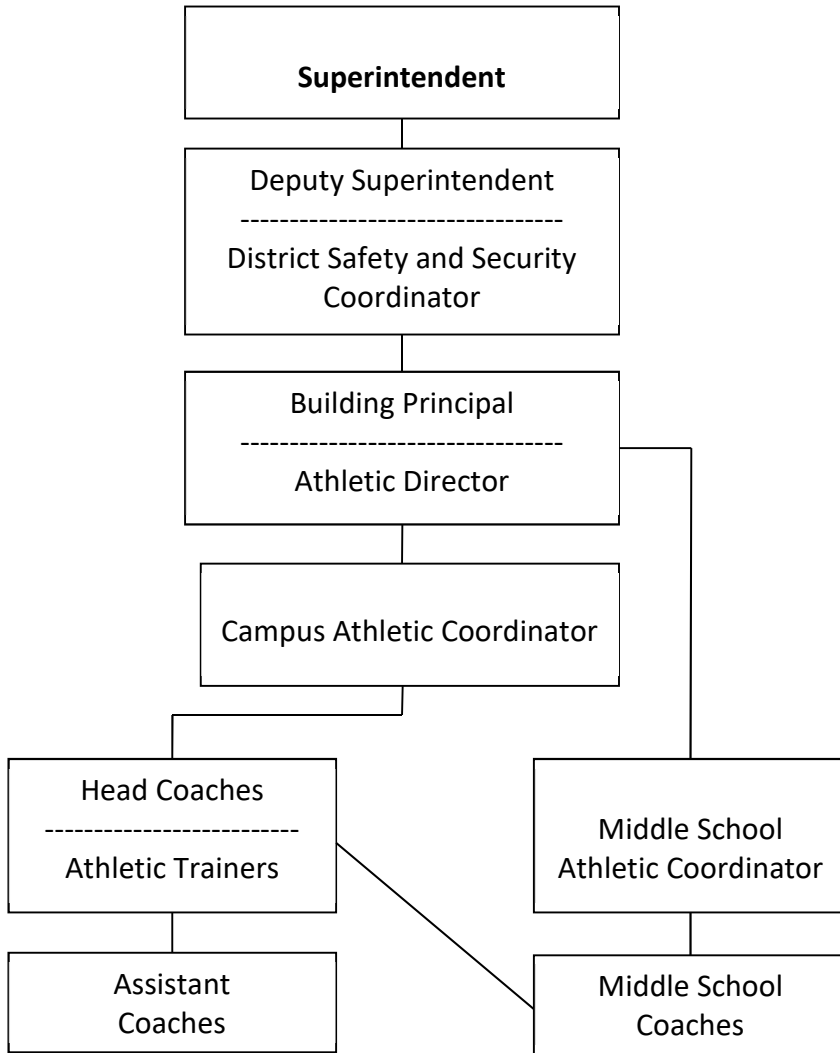 Superintendent
Deputy Superintendent
---------------------------------
District Safety and Security
Coordinator
Building Principal
---------------------------------
Athletic Director
Campus Athletic Coordinator
Head Coaches
--------------------------
Athletic Trainers
Middle School
Athletic Coordinator
Assistant
Coaches
Middle School
Coaches